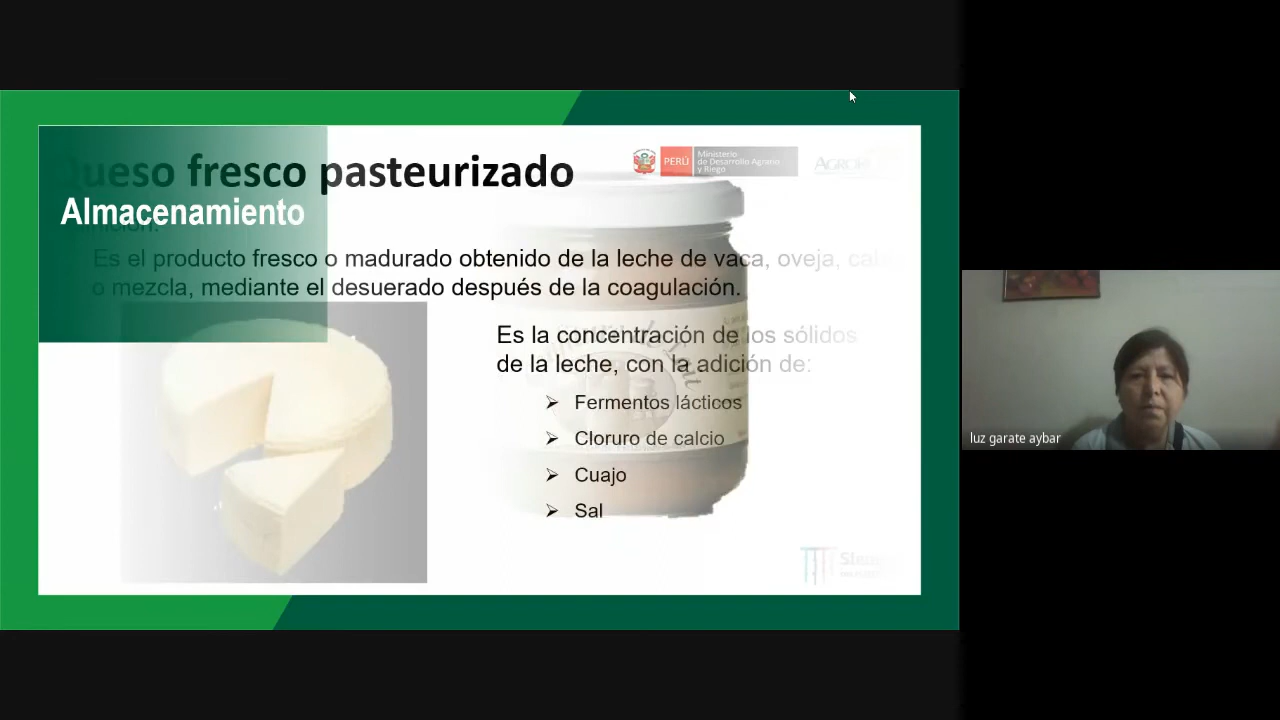 Queso fresco pasteurizado
PERÚ
Ministerio
de Desarrollo Agrario
y Riego
Almacenamiento
Es el producto fresco o madurado obtenido de la leche de vaca, oveja,
o mezcla, mediante el desuerado después de la coagulación.
Es la concentración de los sólidos
de la leche, con la adición de:
➢ Fermentos lácticos
➢ Cloruro de calcio
➢ Cuajo
➢ Sal
luz garate aybar